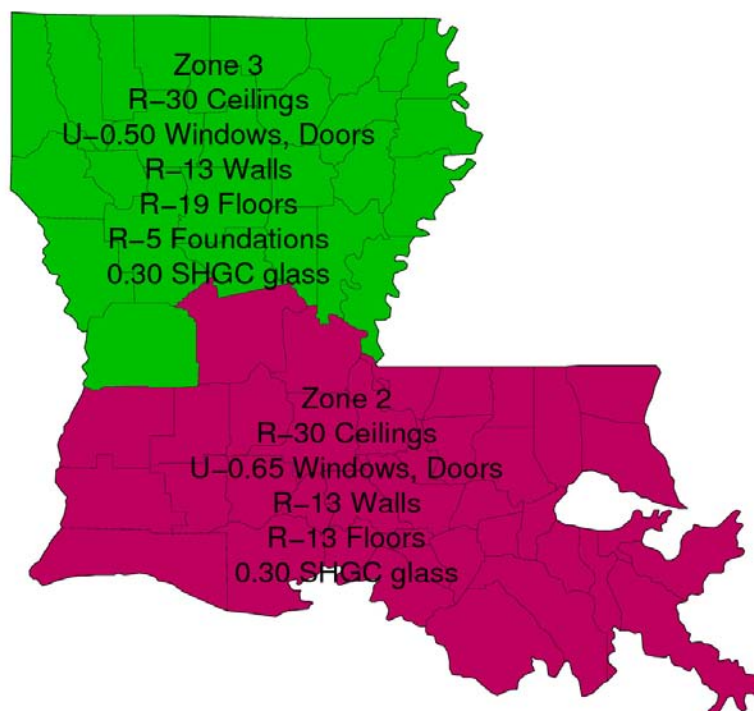 Zone 3
R–30 Ceilings
U–0.50 Windows, Doors
R–13 Walls
R–19 Floors
R–5 Foundations
0.30 SHGC glass
Zone 2
R–30 Ceilings
U–0.65 Windows, Doors
R–13 Walls
R–13 Floors
0.30 SHGC glass